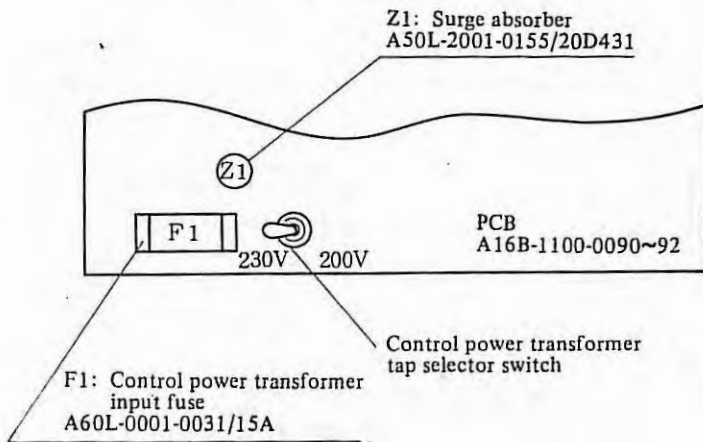 Z1: Surge absorber
A50L-2001-0155/20D431
Z1
F1
230V 200V
PCB
A16B-1100-0090~92
Control power transformer
tap selector switch
F1: Control power transformer
input fuse
A60L-0001-0031/15A